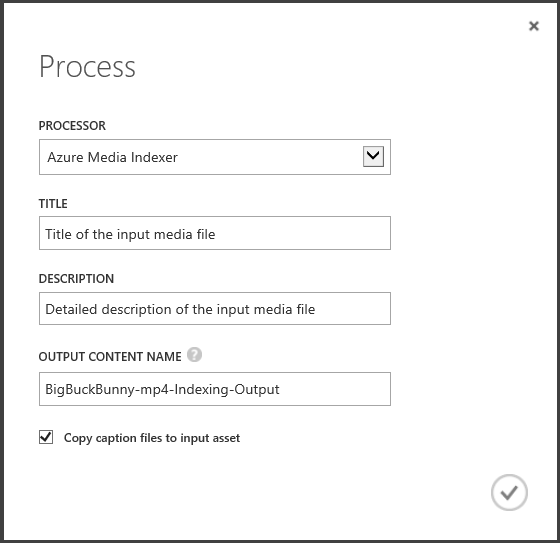 Process
PROCESSOR
Azure Media Indexer
TITLE
Title of the input media file
DESCRIPTION
Detailed description of the input media file
OUTPUT CONTENT NAME ?
BigBuckBunny-mp4-Indexing-Output
Copy caption files to input asset